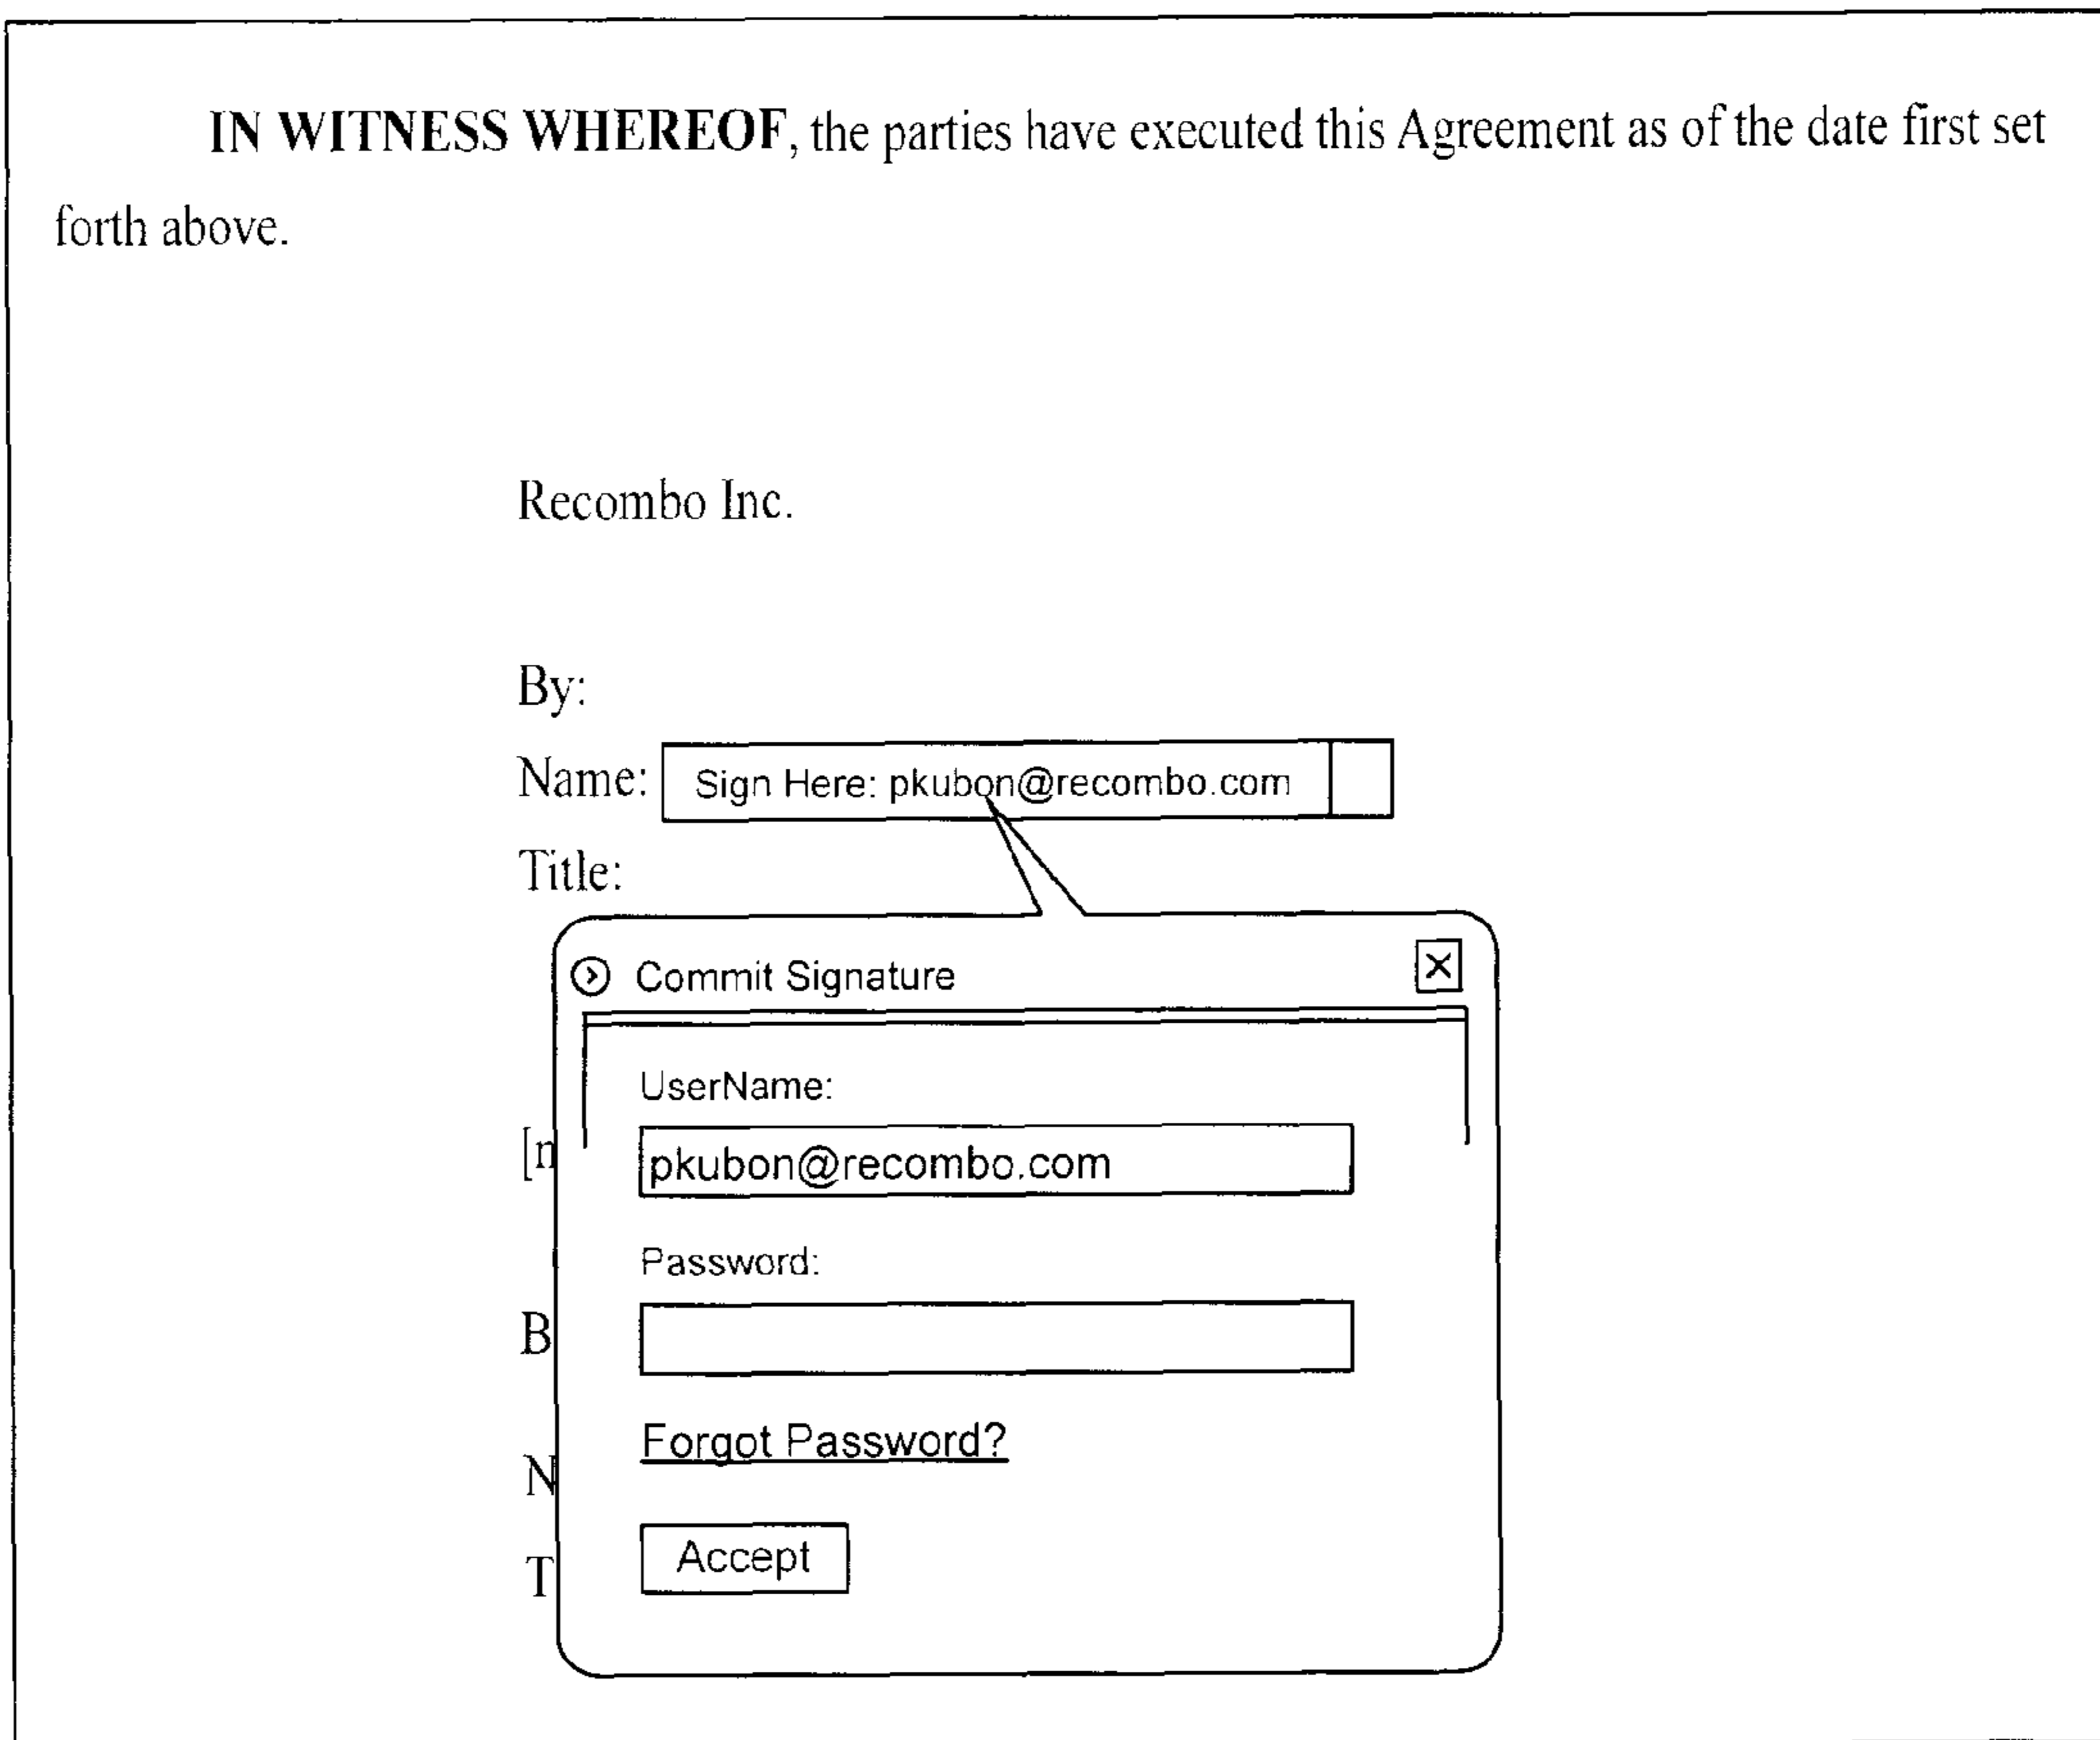 IN WITNESS WHEREOF, the parties have executed this Agreement as of the date first set
forth above.
Recombo Inc.
By:
Name: Sign Here: pkubon@recombo.com
Title:
Commit Signature
UserName:
[n
pkubon@recombo.com
Password:
B
Forgot Password?
N
Accept
T